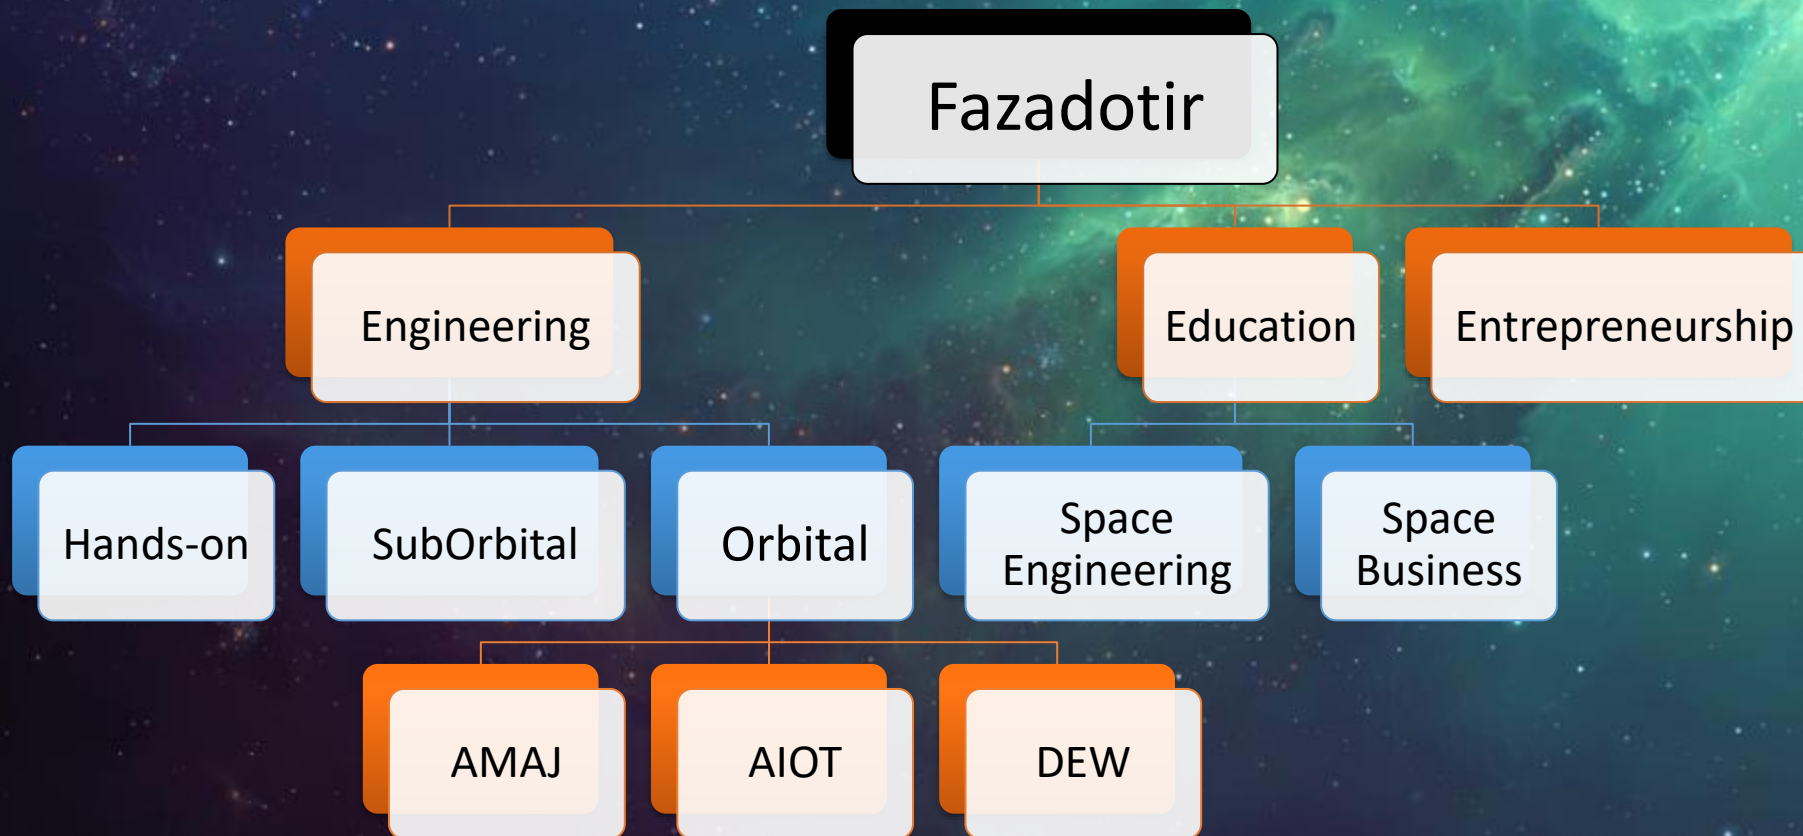 Fazadotir
Engineering
Education
Entrepreneurship
Hands-on
SubOrbital
Orbital
Space
Engineering
Space
Business
AMAJ
AIOT
DEW